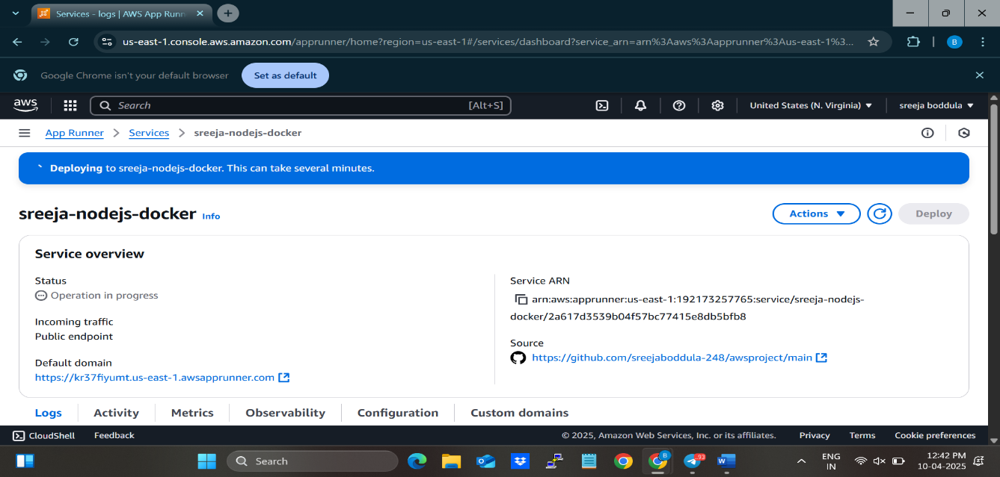 Services - logs | AWS App Runn
us-east-1.console.aws.amazon.com/apprunner/home?region=us-east-1#/services/dashboard?service_arn=arn%3Aaws%3Aapprunner%3Aus-east-1%3...
B
Google Chrome isn't your default browser
Set as default
aws
Search
[Alt+S]
United States (N. Virginia)
sreeja boddula
App Runner
Services
sreeja-nodejs-docker
Deploying to sreeja-nodejs-docker. This can take several minutes.
sreeja-nodejs-docker Info
Actions
Deploy
Service overview
Status
Operation in progress
Incoming traffic
Public endpoint
Default domain
https://kr37fiyumt.us-east-1.awsapprunner.com
Service ARN
arn:aws:apprunner:us-east-1:192173257765:service/sreeja-nodejs-
docker/2a617d3539b04f57bc77415e8db5bfb8
Source
https://github.com/sreejaboddula-248/awsproject/main
Logs
Activity
Metrics
Observability
Configuration
Custom domains
CloudShell
Feedback
© 2025, Amazon Web Services, Inc. or its affiliates.
Privacy
Terms
Cookie preferences
Search
B
93
W
ENG
IN
12:42 PM
10-04-2025